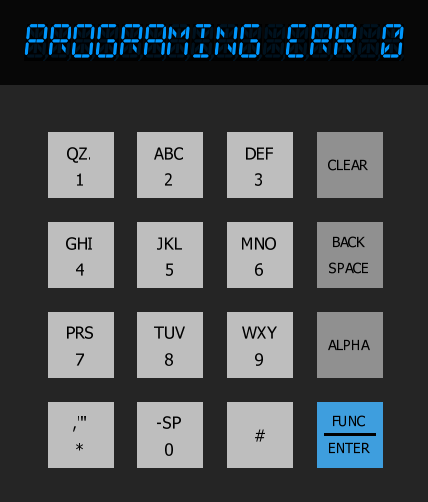 PROGRAMING ERR 0
QZ.
1
ABC
2
DEF
3
CLEAR
GHI
4
JKL
5
MNO
6
BACK
SPACE
PRS
7
TUV
8
WXY
9
ALPHA
,'"
*
-SP
0
#
FUNC
ENTER